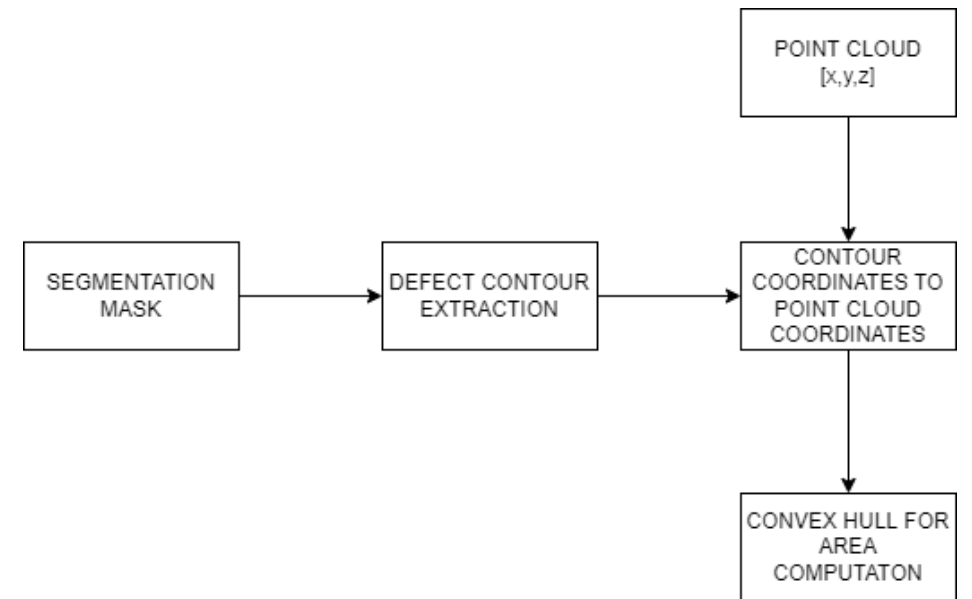 POINT CLOUD
[x,y,z]
SEGMENTATION
MASK
DEFECT CONTOUR
EXTRACTION
CONTOUR
COORDINATES TO
POINT CLOUD
COORDINATES
CONVEX HULL FOR
AREA
COMPUTATON